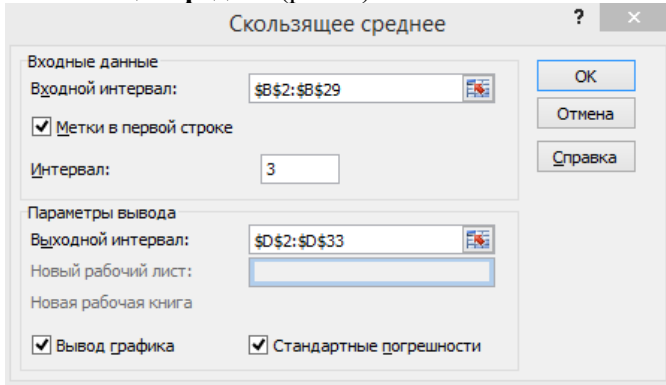 Скользящее среднее
? ×
Входные данные
Входной интервал: $B$2:$B$29
Метки в первой строке
Интервал: 3
Параметры вывода
Выходной интервал: $D$2:$D$33
Новый рабочий лист:
Новая рабочая книга
Вывод графика Стандартные погрешности
OK
Отмена
Справка